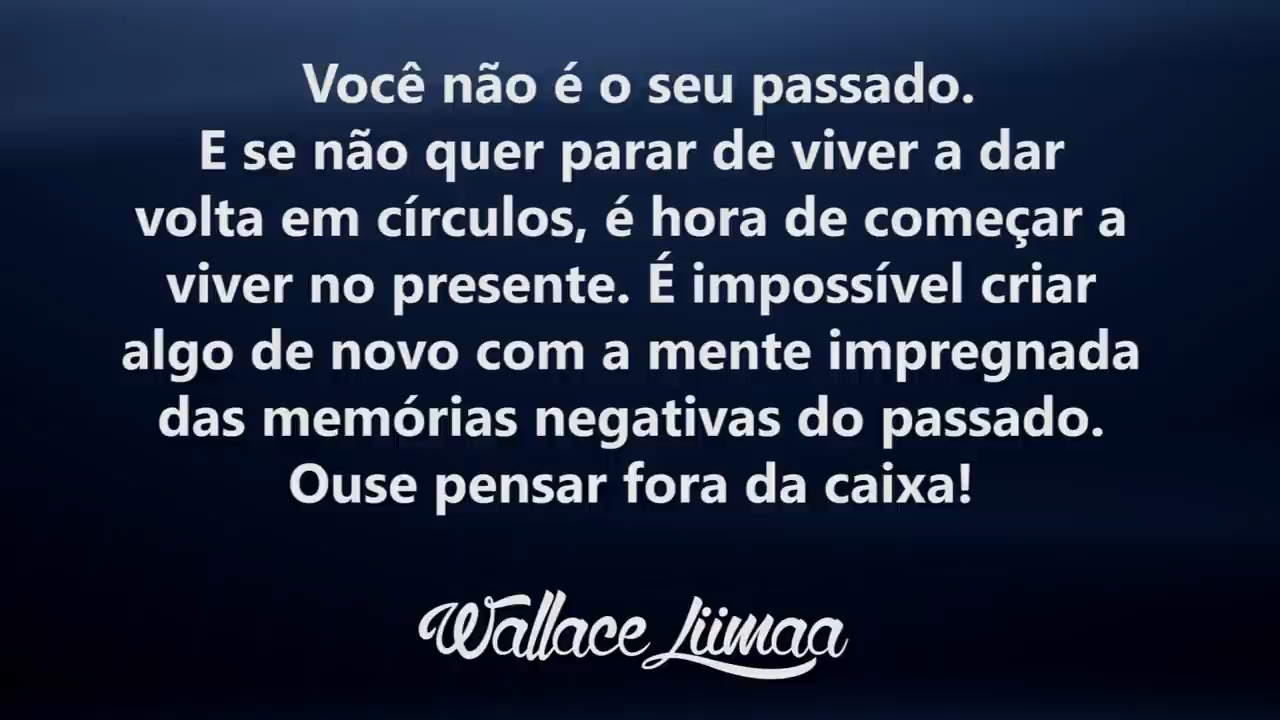 Você não é o seu passado.
E se não quer parar de viver a dar
volta em círculos, é hora de começar a
viver no presente. É impossível criar
algo de novo com a mente impregnada
das memórias negativas do passado.
Ouse pensar fora da caixa!
Wallace Liimaa